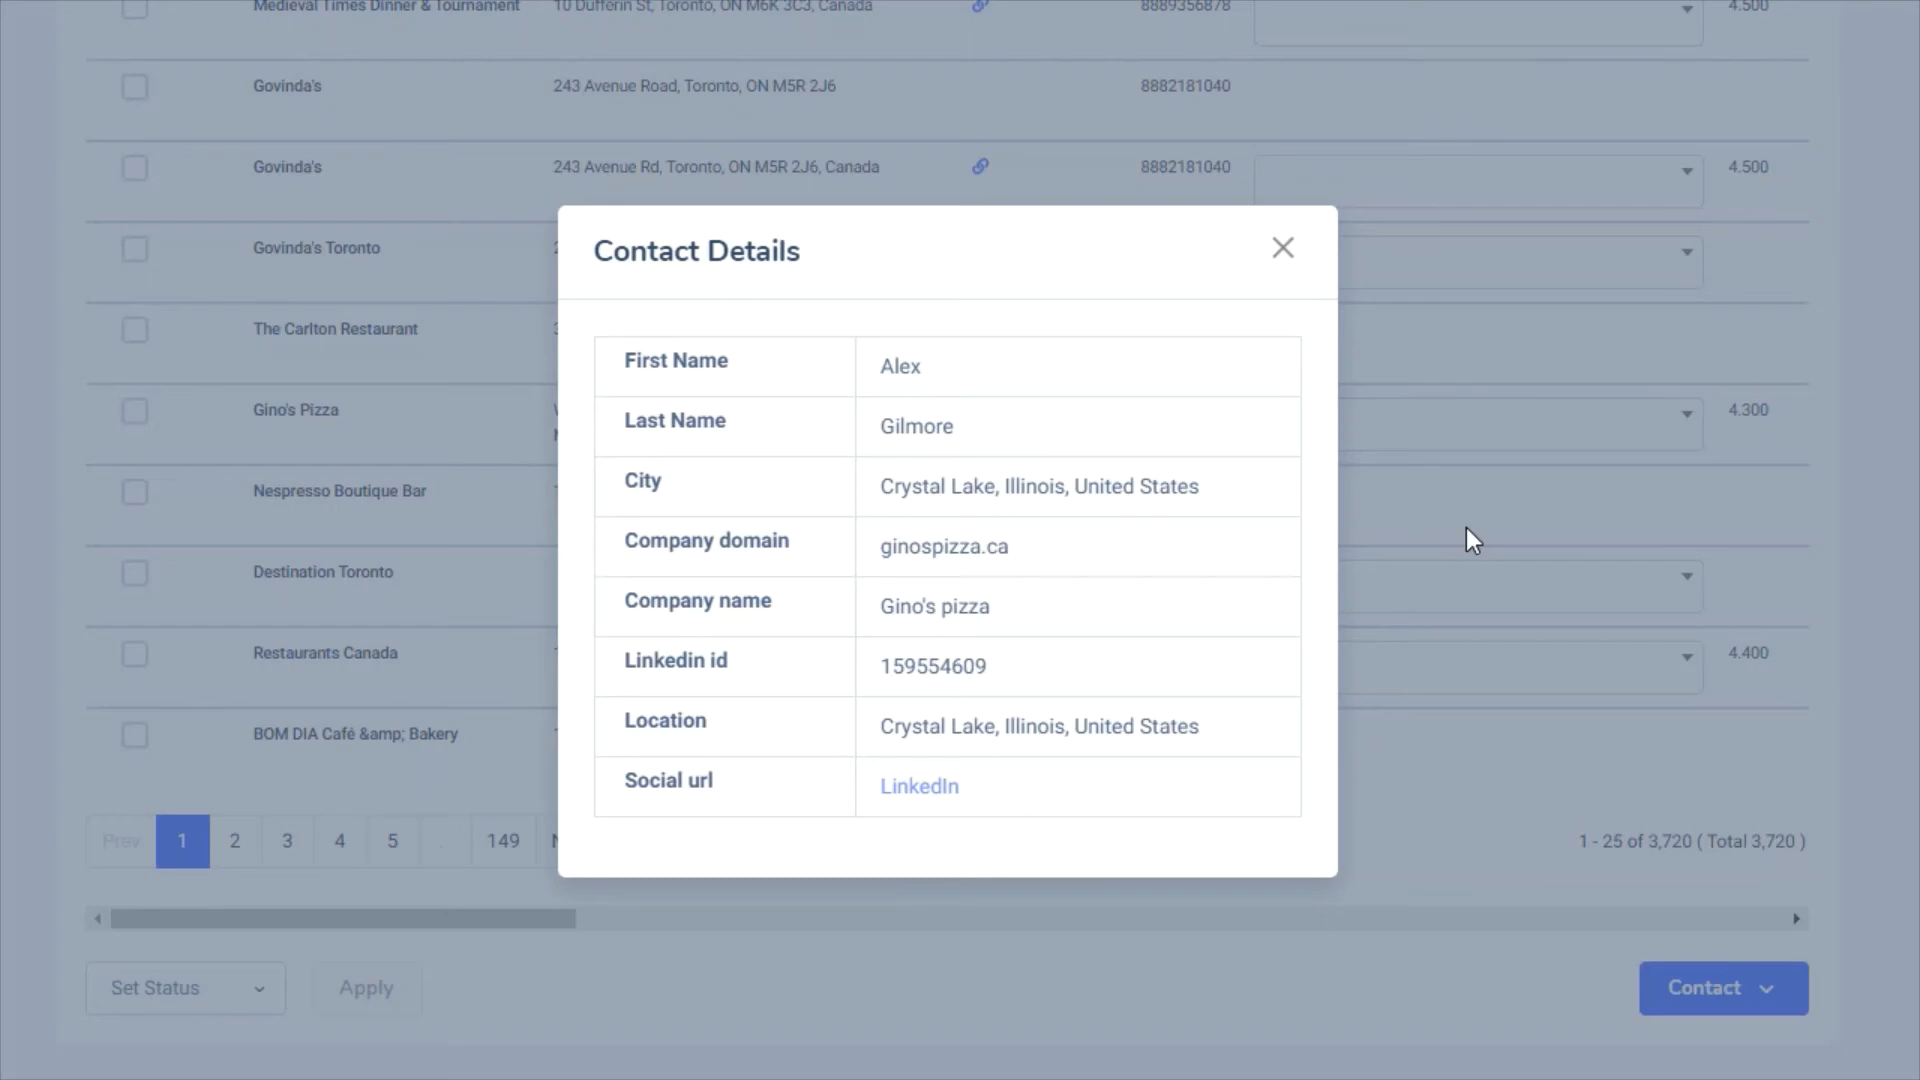 Medieval Times Dinner & Tournament 10 Dufferin St, Toronto, ON M6K 3C3, Canada 8889356878 4.500
Govinda's 243 Avenue Road, Toronto, ON M5R 2J6 8882181040
Govinda's 243 Avenue Rd, Toronto, ON M5R 2J6, Canada 8882181040 4.500
Govinda's Toronto
The Carlton Restaurant
Gino's Pizza 4.300
Nespresso Boutique Bar
Destination Toronto
Restaurants Canada 4.400
BOM DIA Café &amp; Bakery
Contact Details
First Name Alex
Last Name Gilmore
City Crystal Lake, Illinois, United States
Company domain ginospizza.ca
Company name Gino's pizza
Linkedin id 159554609
Location Crystal Lake, Illinois, United States
Social url LinkedIn
Prev 1 2 3 4 5 . 149 1 - 25 of 3,720 ( Total 3,720 )
Set Status Apply Contact